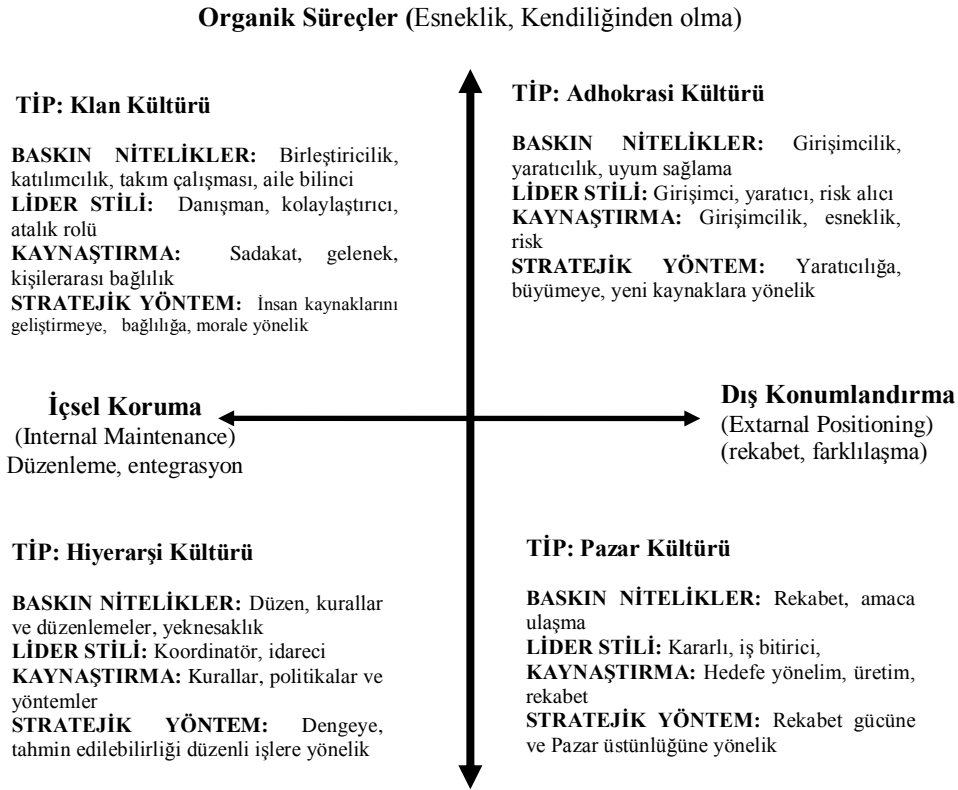 Organik Süreçler (Esneklik, Kendiliğinden olma)
TİP: Klan Kültürü
BASKIN NİTELİKLER: Birleştiricilik,
katılımcılık, takım çalışması, aile bilinci
LİDER STİLİ: Danışman, kolaylaştırıcı,
atalık rolü
KAYNAŞTIRMA: Sadakat, gelenek,
kişilerarası bağlılık
STRATEJİK YÖNTEM: İnsan kaynaklarını
geliştirmeye, bağlılığa, morale yönelik
TİP: Adhokrasi Kültürü
BASKIN NİTELİKLER: Girişimcilik,
yaratıcılık, uyum sağlama
LİDER STİLİ: Girişimci, yaratıcı, risk alıcı
KAYNAŞTIRMA: Girişimcilik, esneklik,
risk
STRATEJİK YÖNTEM: Yaratıcılığa,
büyümeye, yeni kaynaklara yönelik
İçsel Koruma
(Internal Maintenance)
Düzenleme, entegrasyon
Dış Konumlandırma
(Extarnal Positioning)
(rekabet, farklılaşma)
TİP: Hiyerarşi Kültürü
BASKIN NİTELİKLER: Düzen, kurallar
ve düzenlemeler, yeknesaklık
LİDER STİLİ: Koordinatör, idareci
KAYNAŞTIRMA: Kurallar, politikalar ve
yöntemler
STRATEJİK YÖNTEM: Dengeye,
tahmin edilebilirliği düzenli işlere yönelik
TİP: Pazar Kültürü
BASKIN NİTELİKLER: Rekabet, amaca
ulaşma
LİDER STİLİ: Kararlı, iş bitirici,
KAYNAŞTIRMA: Hedefe yönelim, üretim,
rekabet
STRATEJİK YÖNTEM: Rekabet gücüne
ve Pazar üstünlüğüne yönelik